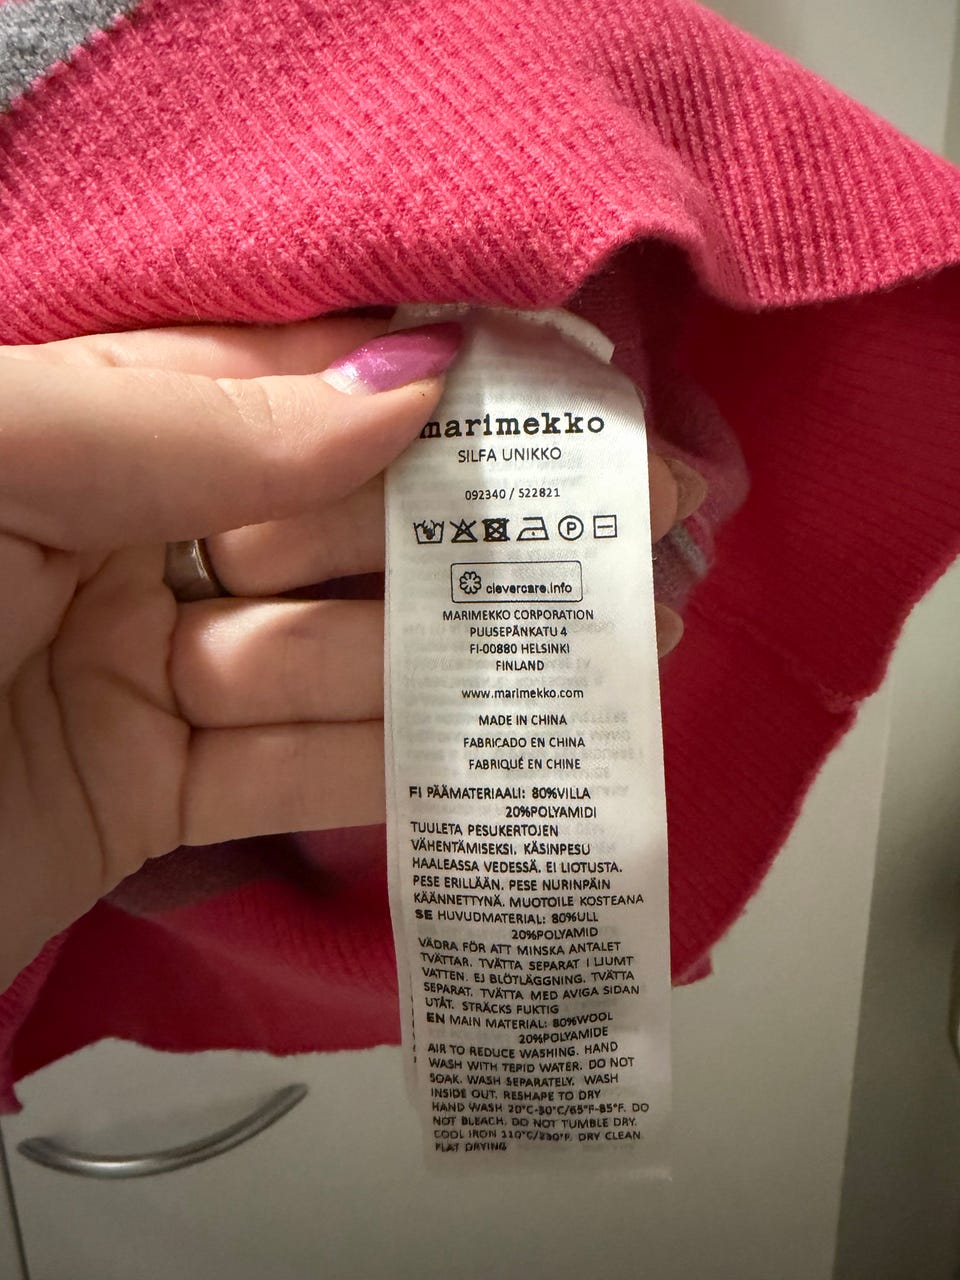 marimekko
SILFA UNIKKO
092340 / 522821
P
clevercare.info
MARIMEKKO CORPORATION
PUUSEPÄNKATU 4
FI-00880 HELSINKI
FINLAND
www.marimekko.com
MADE IN CHINA
FABRICADO EN CHINA
FABRIQUÉ EN CHINE
FI PÄÄMATERIAALI: 80%VILLA
20%POLYAMIDI
TUULETA PESUKERTOJEN
VÄHENTÄMISEKSI. KÄSINPESU
HAALEASSA VEDESSÄ. EI LIOTUSTA.
PESE ERILLÄÄN. PESE NURINPÄIN
KÄÄNNETTYNÄ. MUOTOILE KOSTEANA
SE HUVUDMATERIAL: 80%ULL
20%POLYAMID
VÄDRA FÖR ATT MINSKA ANTALET
TVÄTTAR. TVÄTTA SEPARAT I LJUMT
VATTEN. EJ BLÖTLÄGGNING. TVÄTTA
SEPARAT. TVÄTTA MED AVIGA SIDAN
UTÅT. STRÄCKS FUKTIG
EN MAIN MATERIAL: 80%WOOL
20%POLYAMIDE
AIR TO REDUCE WASHING. HAND
WASH WITH TEPID WATER. DO NOT
SOAK. WASH SEPARATELY. WASH
INSIDE OUT. RESHAPE TO DRY
HAND WASH 20°C-30°C/65°F-85°F. DO
NOT BLEACH. DO NOT TUMBLE DRY.
COOL IRON 110°C/230°F. DRY CLEAN
FLAT DRYING